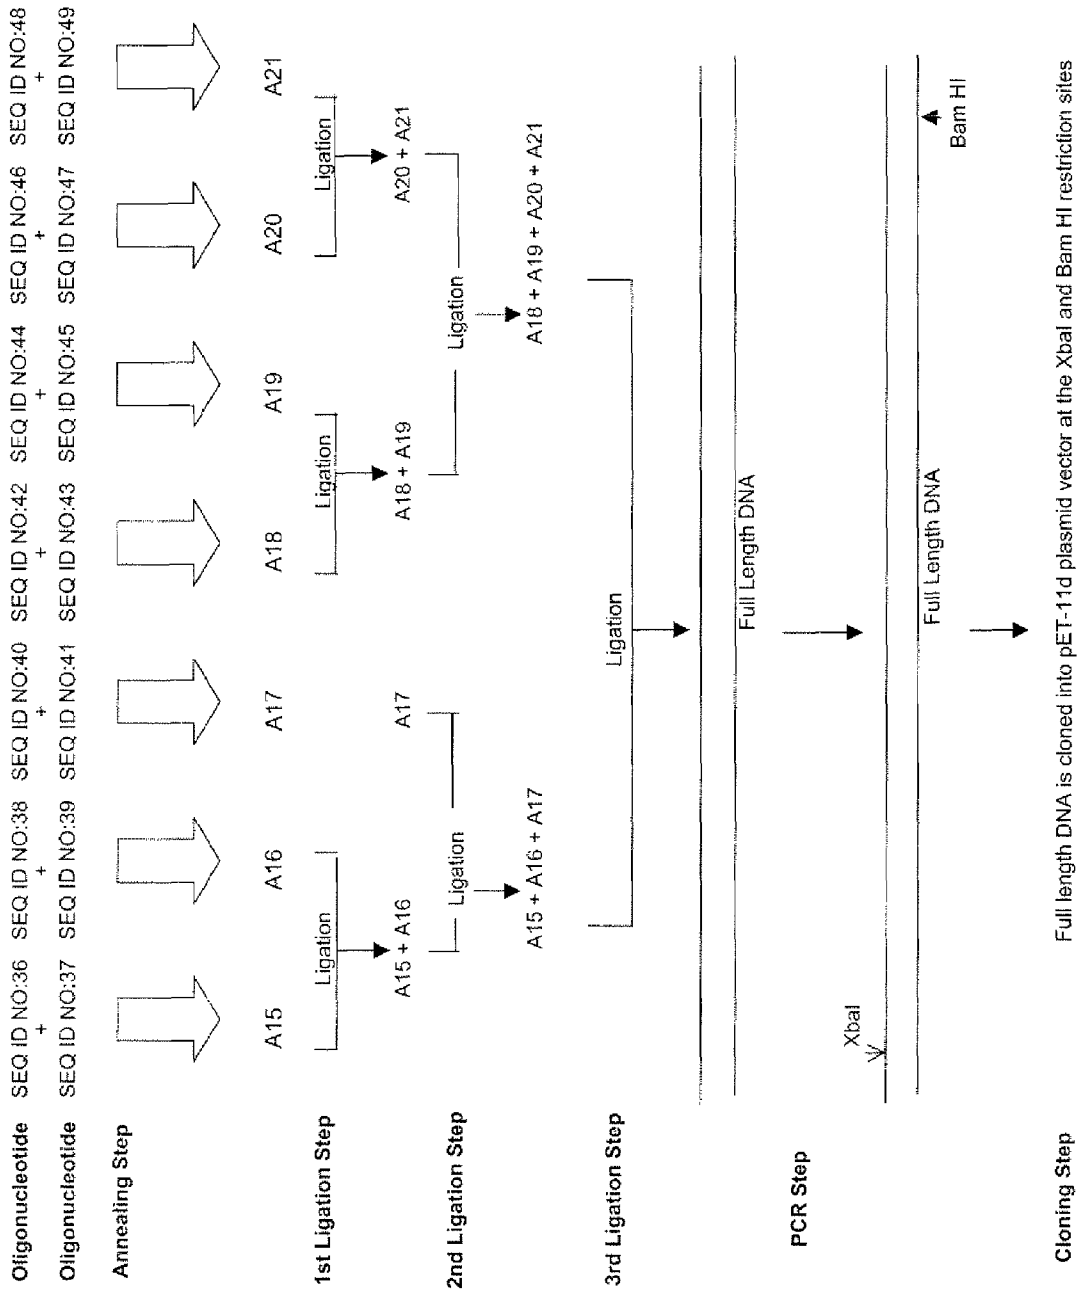 Oligonucleotide SEQ ID NO:36 SEQ ID NO:38 SEQ ID NO:40 SEQ ID NO:42 SEQ ID NO:44 SEQ ID NO:46 SEQ ID NO:48
+ + + + + + +
Oligonucleotide SEQ ID NO:37 SEQ ID NO:39 SEQ ID NO:41 SEQ ID NO:43 SEQ ID NO:45 SEQ ID NO:47 SEQ ID NO:49
Annealing Step
A15 A16 A17 A18 A19 A20 A21
1st Ligation Step Ligation Ligation Ligation
A15 + A16 A17 A18 + A19 A20 + A21
2nd Ligation Step Ligation Ligation
A15 + A16 + A17 A18 + A19 + A20 + A21
3rd Ligation Step Ligation
Full Length DNA
PCR Step
XbaI
Full Length DNA
Bam HI
Cloning Step Full length DNA is cloned into pET-11d plasmid vector at the XbaI and Bam HI restriction sites